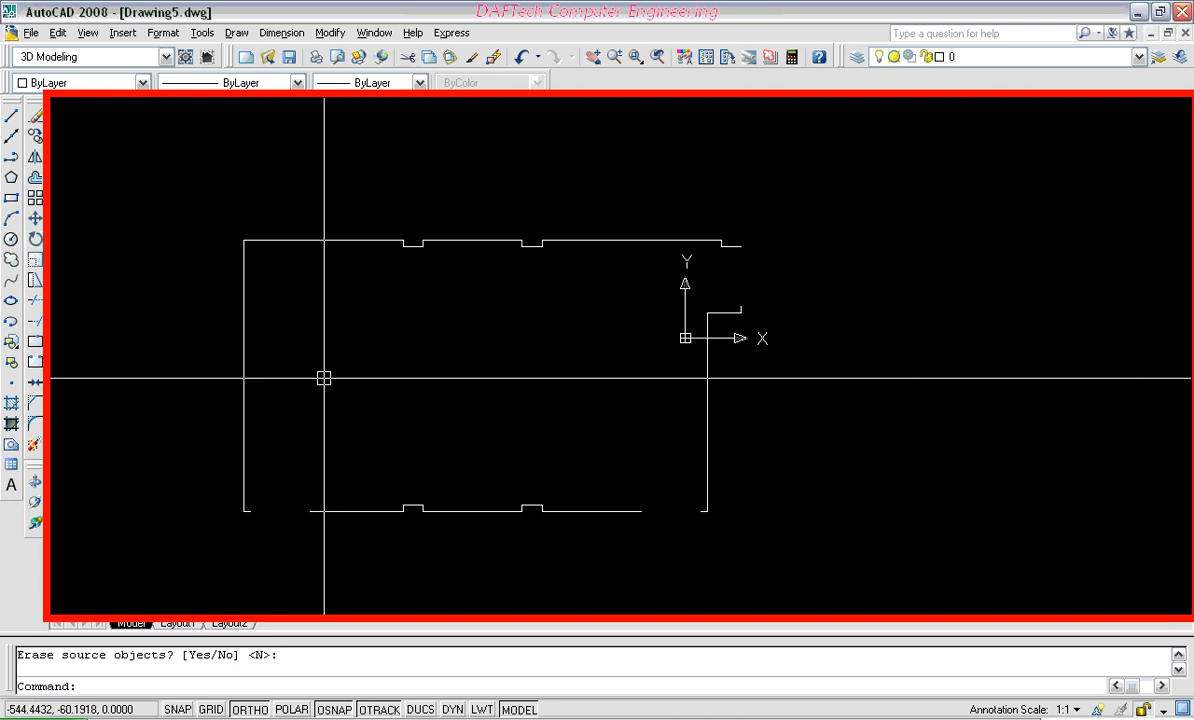 AutoCAD 2008 - [Drawing5.dwg]
DAFTech Computer Engineering
File Edit View Insert Format Tools Draw Dimension Modify Window Help Express
Type a question for help
3D Modeling
0
ByLayer
ByLayer
ByLayer
ByColor
Y
X
A
Model Layout1 Layout2
Erase source objects? [Yes/No] <N>:
Command:
-544.4432, -60.1918, 0.0000 SNAP GRID ORTHO POLAR OSNAP OTRACK DUCS DYN LWT MODEL
Annotation Scale: 1:1